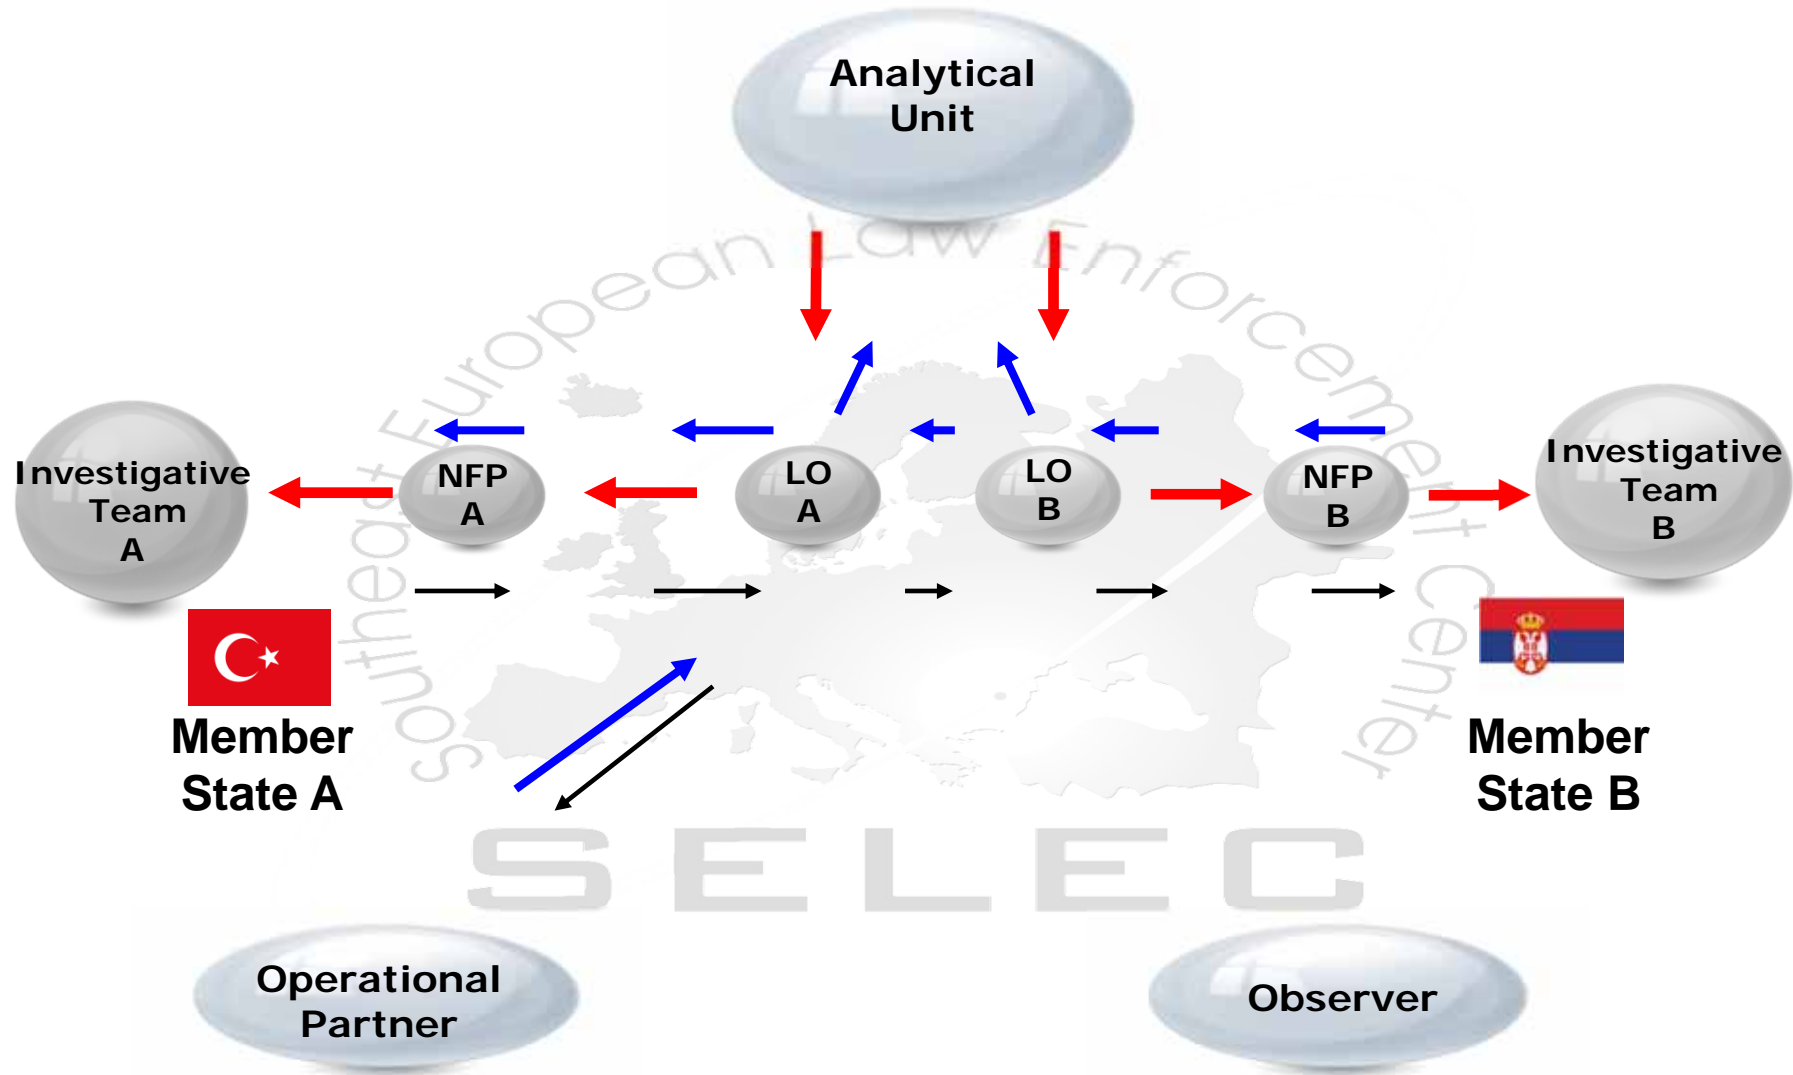 Analytical
Unit
Southeast European Law Enforcement Center
Investigative
Team
A
NFP
A
LO
A
LO
B
NFP
B
Investigative
Team
B
Member
State A
Member
State B
SELEC
Operational
Partner
Observer